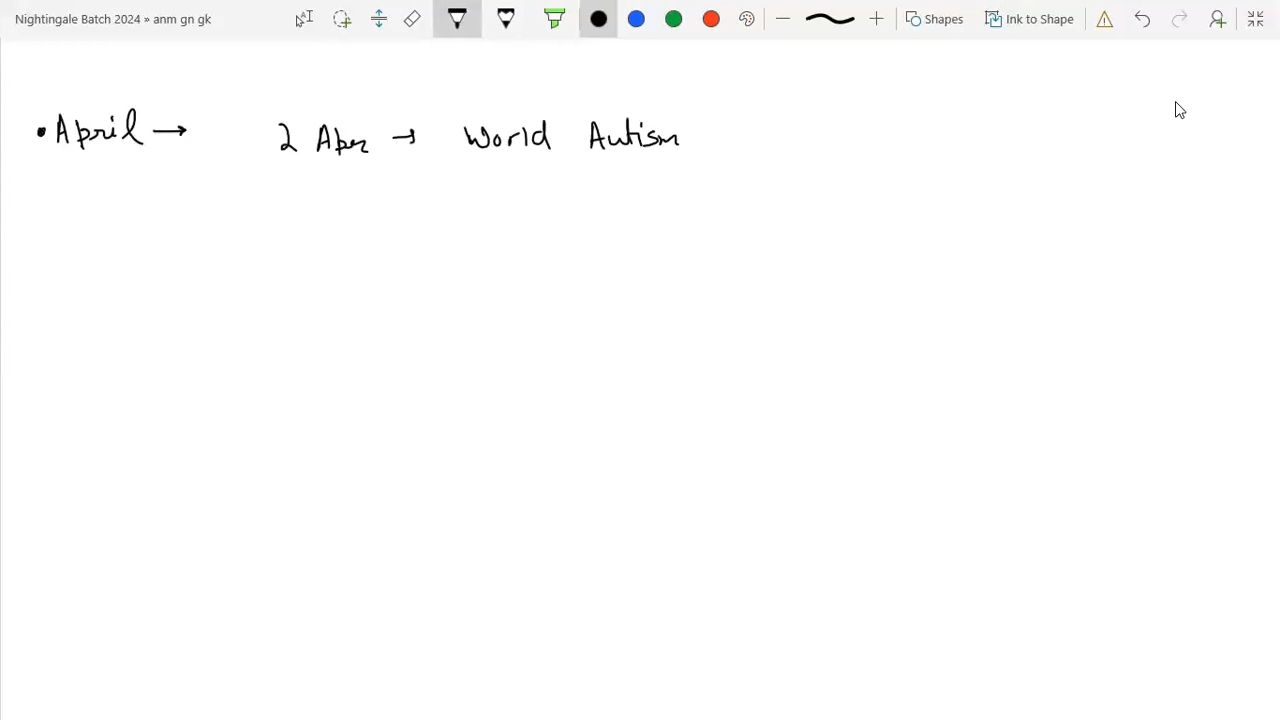 Nightingale Batch 2024 » anm gn gk Shapes Ink to Shape
• April → 2 Apr → World Autism